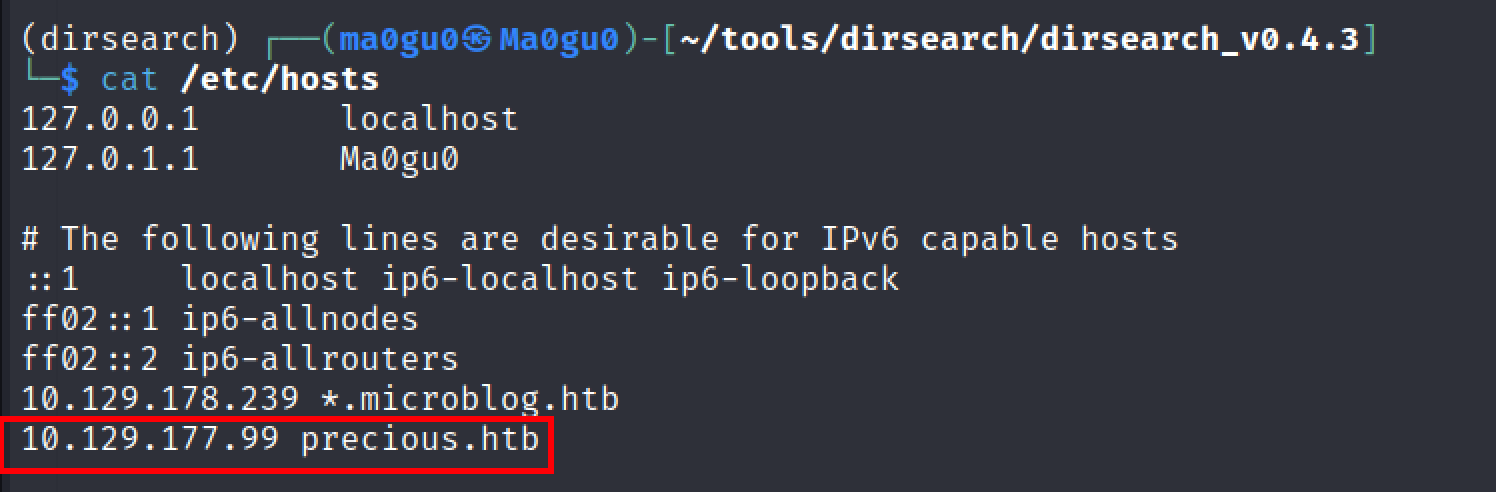 (dirsearch) ┌──(ma0gu0㉿Ma0gu0)-[~/tools/dirsearch/dirsearch_v0.4.3]
└─$ cat /etc/hosts
127.0.0.1       localhost
127.0.1.1       Ma0gu0
# The following lines are desirable for IPv6 capable hosts
::1     localhost ip6-localhost ip6-loopback
ff02::1 ip6-allnodes
ff02::2 ip6-allrouters
10.129.178.239 *.microblog.htb
10.129.177.99 precious.htb